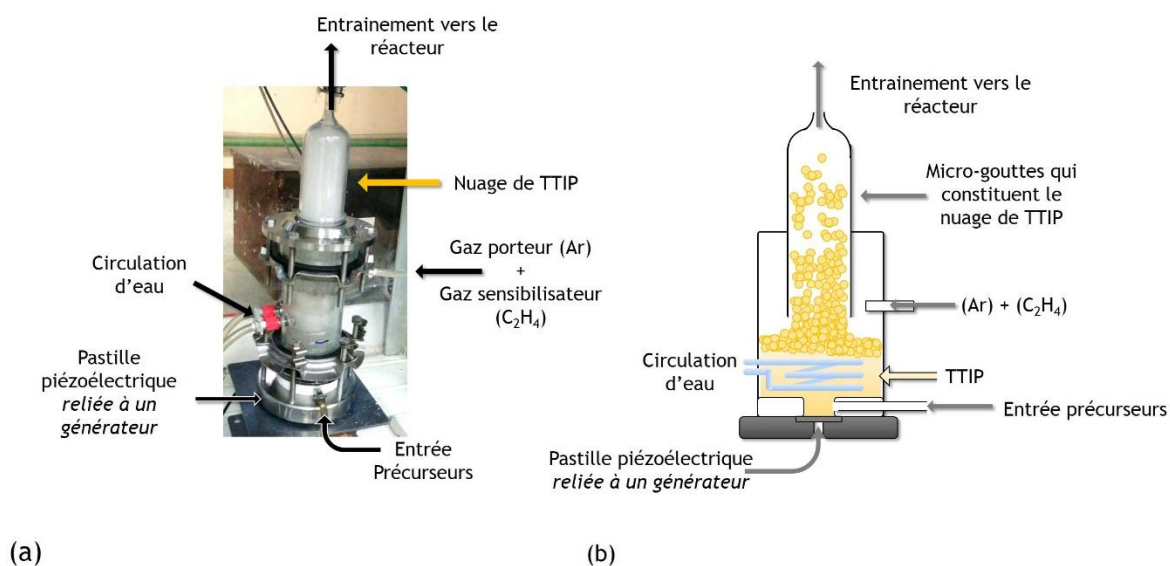 Entrainement vers le
réacteur
Nuage de TTIP
Gaz porteur (Ar)
+
Gaz sensibilisateur
(C₂H₄)
Circulation
d'eau
Pastille
piézoélectrique
reliée à un
générateur
Entrée
Précurseurs
(a)
Entrainement vers le
réacteur
Micro-gouttes qui
constituent le
nuage de TTIP
(Ar) + (C₂H₄)
Circulation
d'eau
TTIP
Entrée précurseurs
Pastille piézoélectrique
reliée à un générateur
(b)